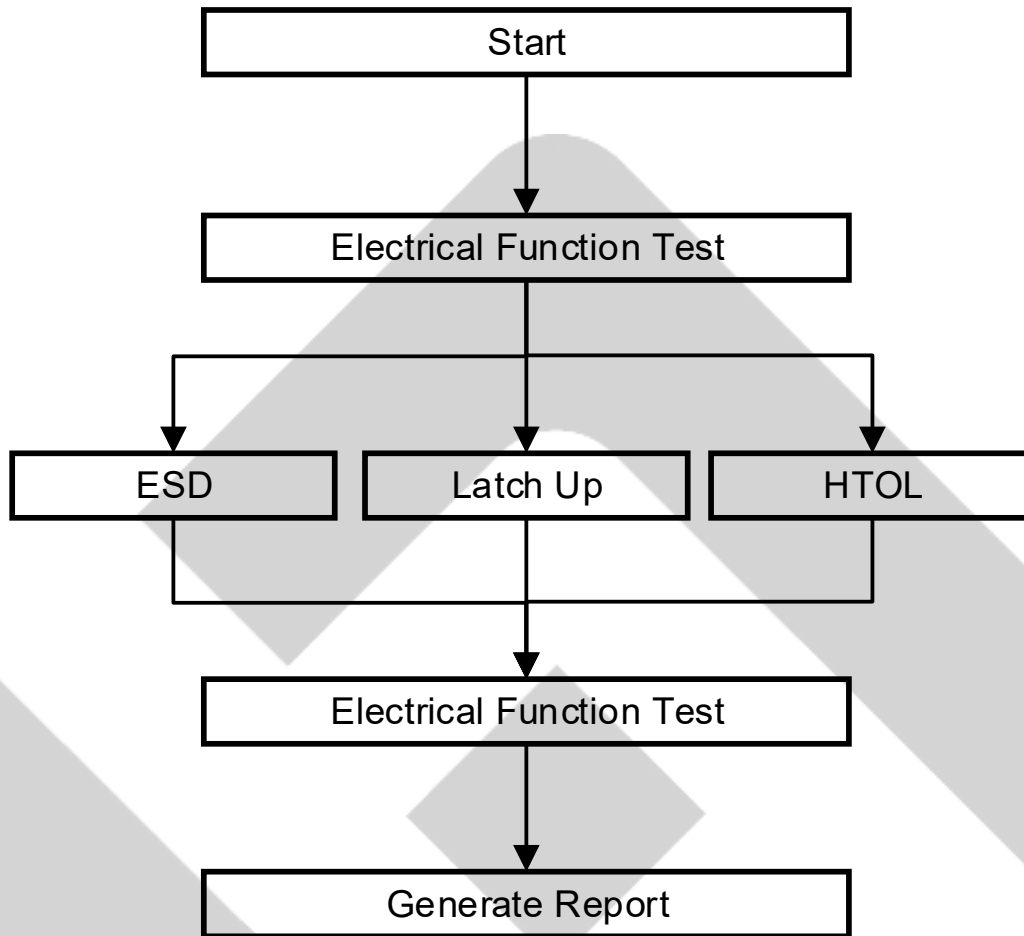 Start
Electrical Function Test
ESD
Latch Up
HTOL
Electrical Function Test
Generate Report